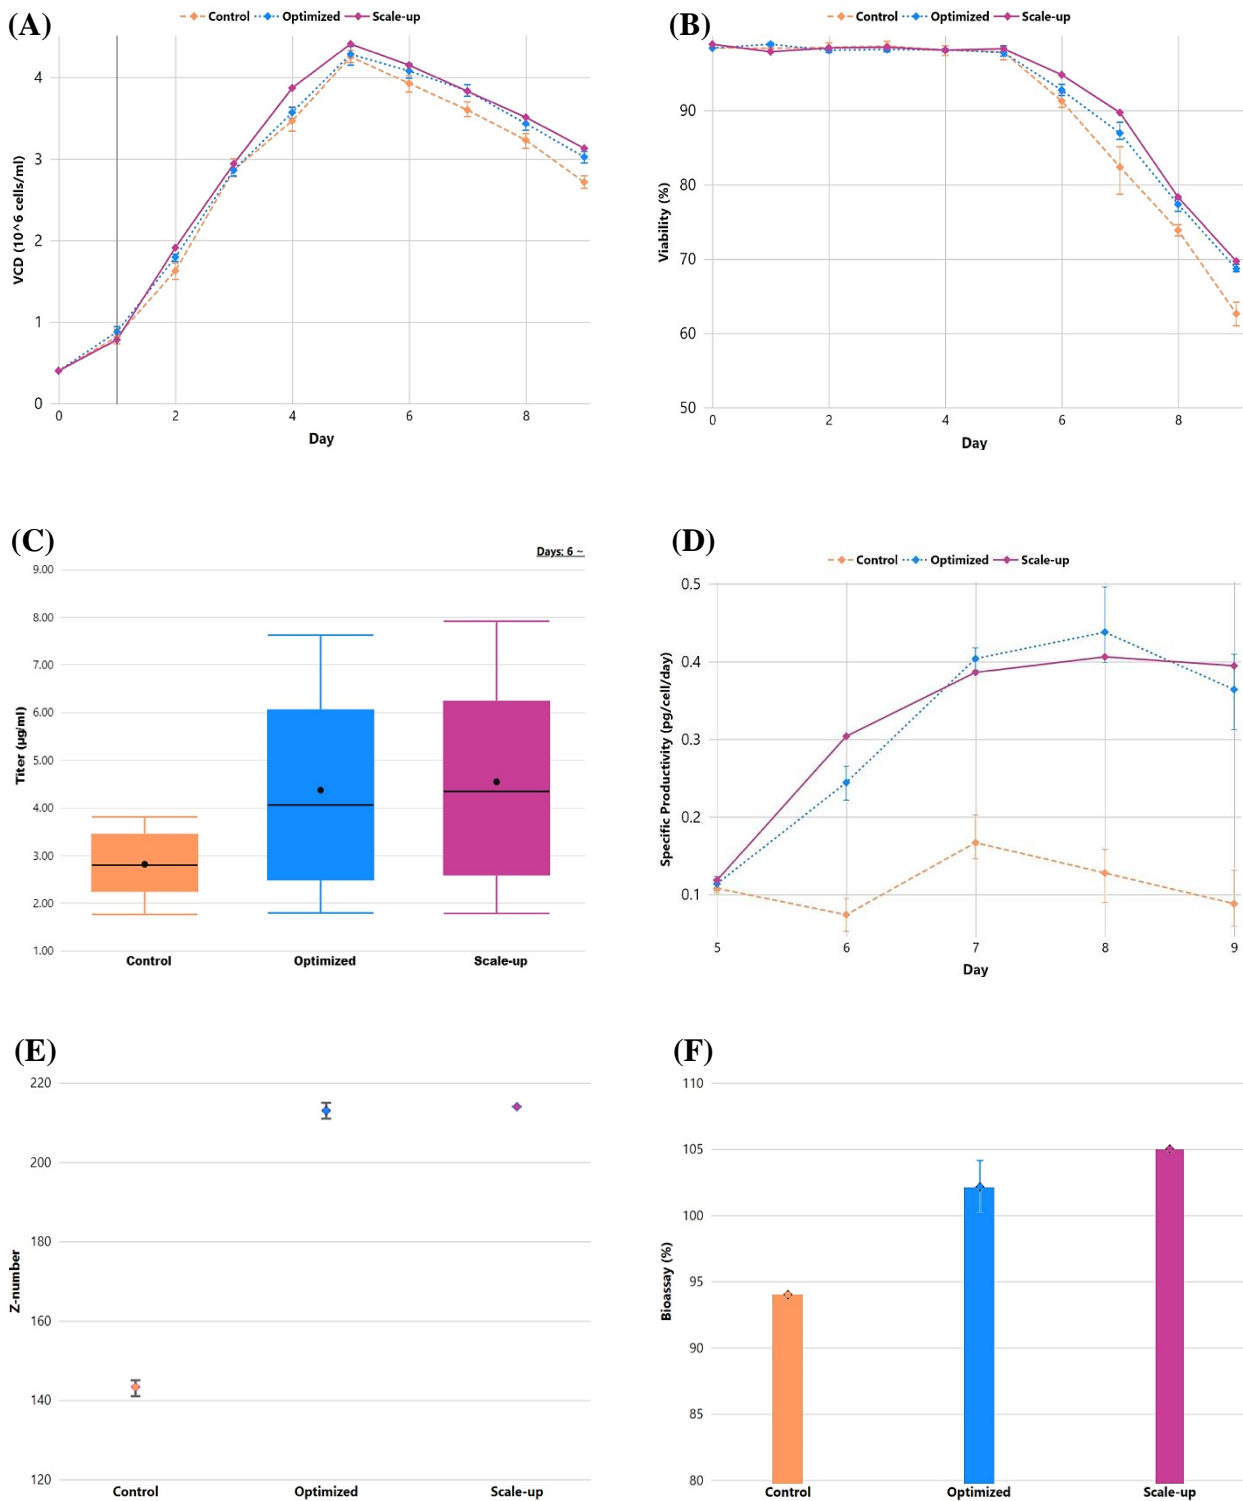 (A)
Control Optimized Scale-up
VCD (10^6 cells/ml)
4
3
2
1
0
0 2 4 6 8
Day
(B)
Control Optimized Scale-up
Viability (%)
90
80
70
60
50
0 2 4 6 8
Day
(C)
Days: 6 ~
Titer (µg/ml)
9.00
8.00
7.00
6.00
5.00
4.00
3.00
2.00
1.00
Control Optimized Scale-up
(D)
Control Optimized Scale-up
Specific Productivity (pg/cell/day)
0.5
0.4
0.3
0.2
0.1
5 6 7 8 9
Day
(E)
Z-number
220
200
180
160
140
120
Control Optimized Scale-up
(F)
Bioassay (%)
110
105
100
95
90
85
80
Control Optimized Scale-up